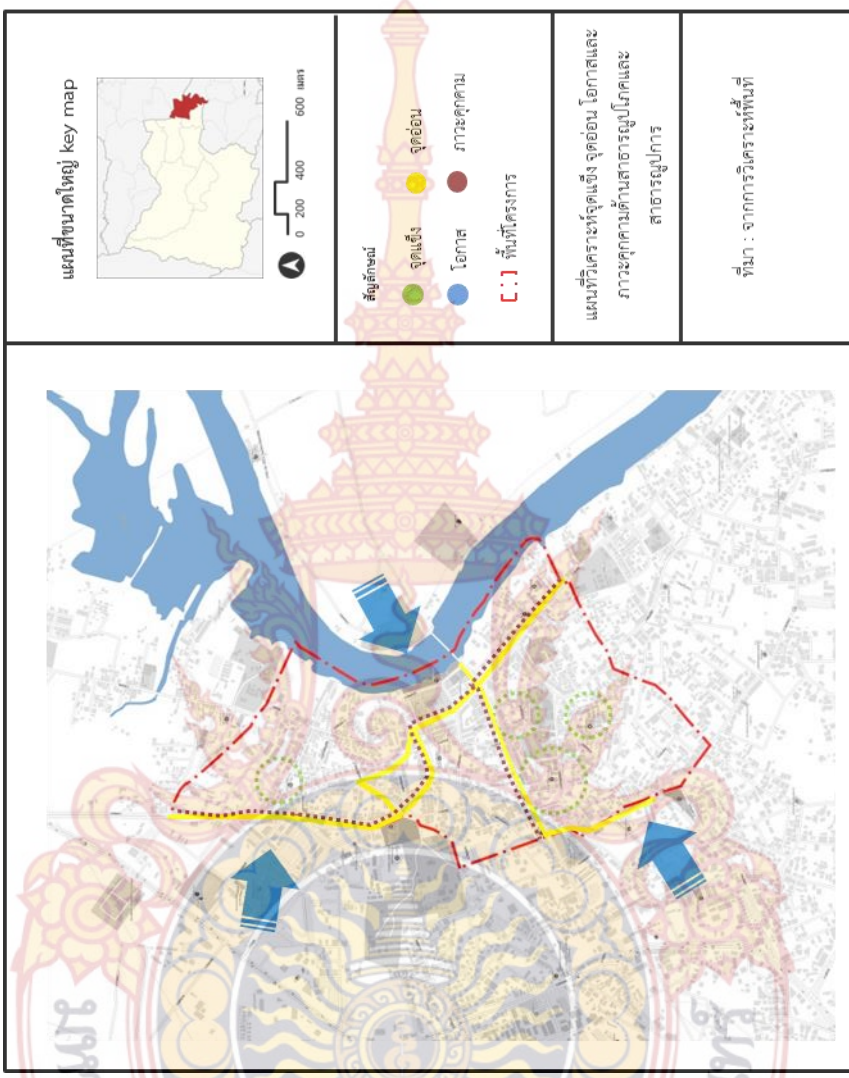 แผนที่ขนาดใหญ่ key map
0 200 400 600 เมตร
สัญลักษณ์
จุดแข็ง จุดอ่อน
โอกาส ภาวะคุกคาม
พื้นที่โครงการ
แผนที่วิเคราะห์จุดแข็ง จุดอ่อน โอกาสและ
ภาวะคุกคามด้านสาธารณูปโภคและ
สาธารณูปการ
ที่มา : จากการวิเคราะห์พื้นที่